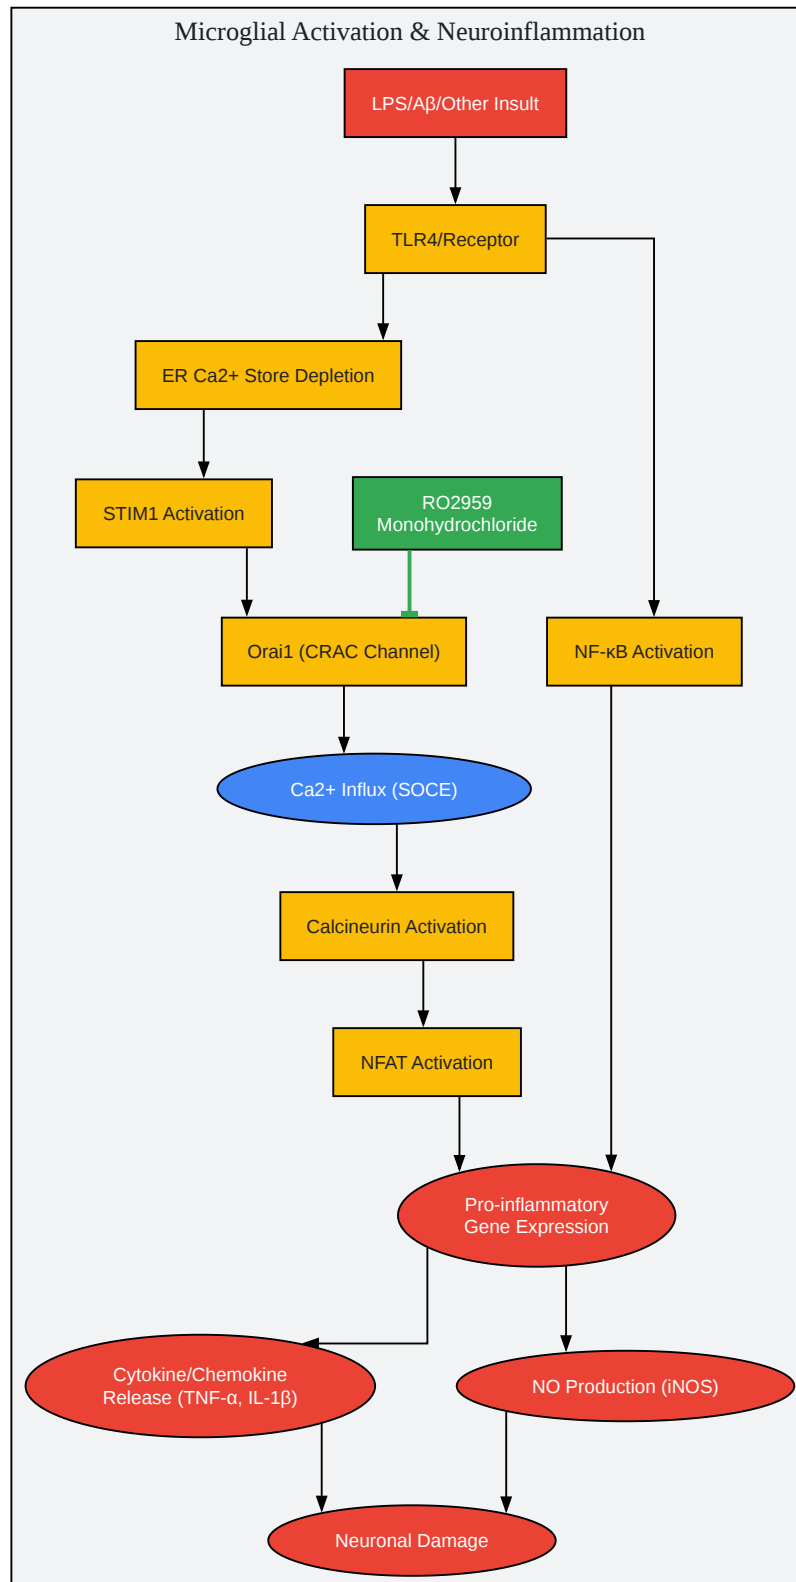 Microglial Activation & Neuroinflammation
LPS/Aβ/Other Insult
TLR4/Receptor
ER Ca2+ Store Depletion
STIM1 Activation
RO2959
Monohydrochloride
Orai1 (CRAC Channel)
NF-κB Activation
Ca2+ Influx (SOCE)
Calcineurin Activation
NFAT Activation
Pro-inflammatory
Gene Expression
Cytokine/Chemokine
Release (TNF-α, IL-1β)
NO Production (iNOS)
Neuronal Damage